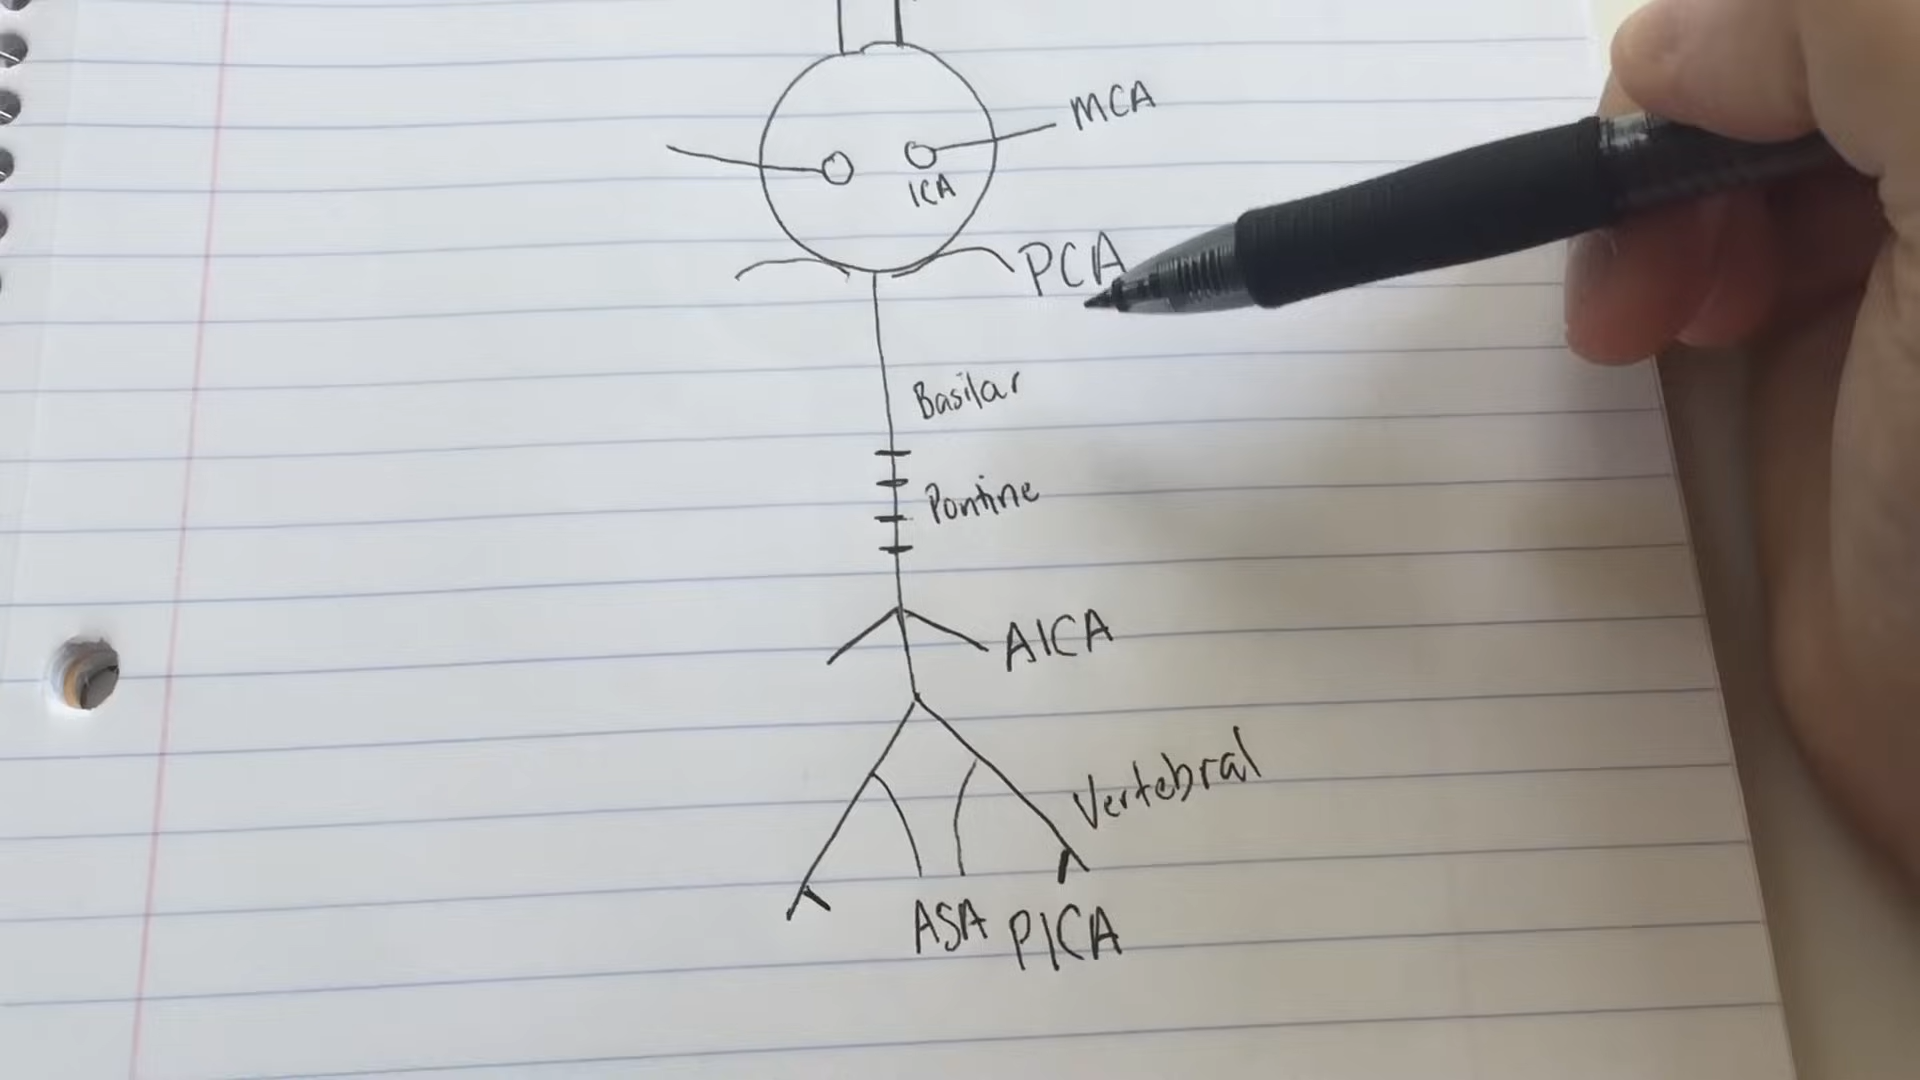 MCA
ICA
PCA
Basilar
Pontine
AICA
Vertebral
ASA PICA